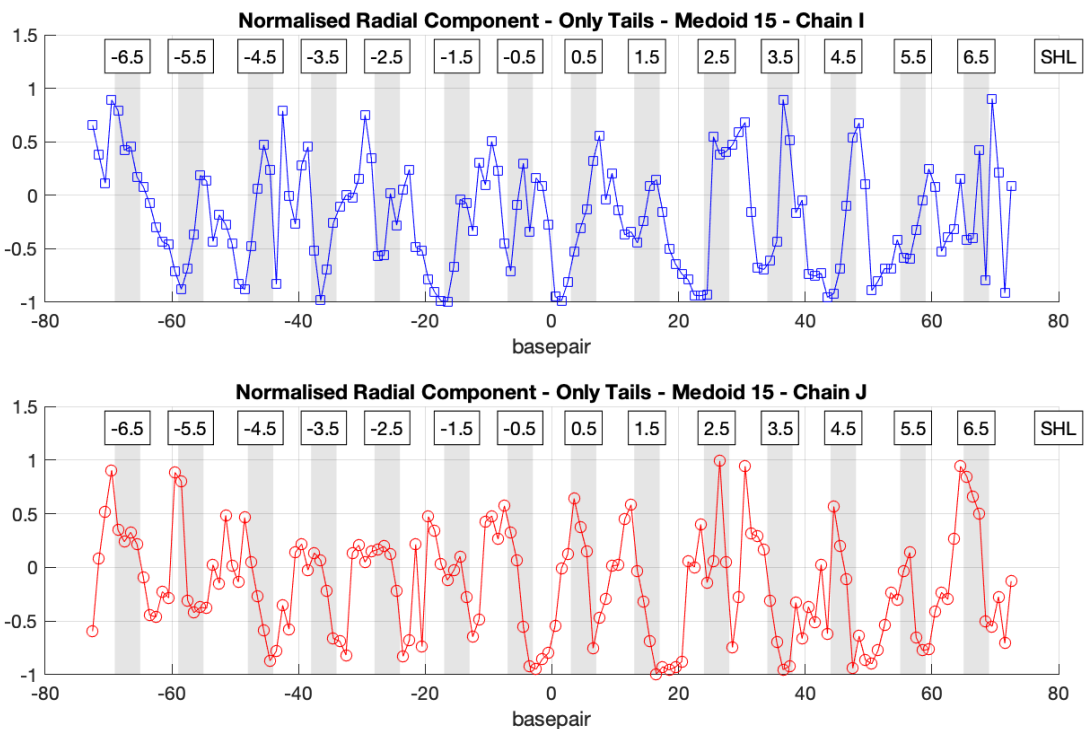 Normalised Radial Component - Only Tails - Medoid 15 - Chain I
1.5
-6.5 -5.5 -4.5 -3.5 -2.5 -1.5 -0.5 0.5 1.5 2.5 3.5 4.5 5.5 6.5 SHL
1
0.5
0
-0.5
-1
-80 -60 -40 -20 0 20 40 60 80
basepair
Normalised Radial Component - Only Tails - Medoid 15 - Chain J
1.5
-6.5 -5.5 -4.5 -3.5 -2.5 -1.5 -0.5 0.5 1.5 2.5 3.5 4.5 5.5 6.5 SHL
1
0.5
0
-0.5
-1
-80 -60 -40 -20 0 20 40 60 80
basepair